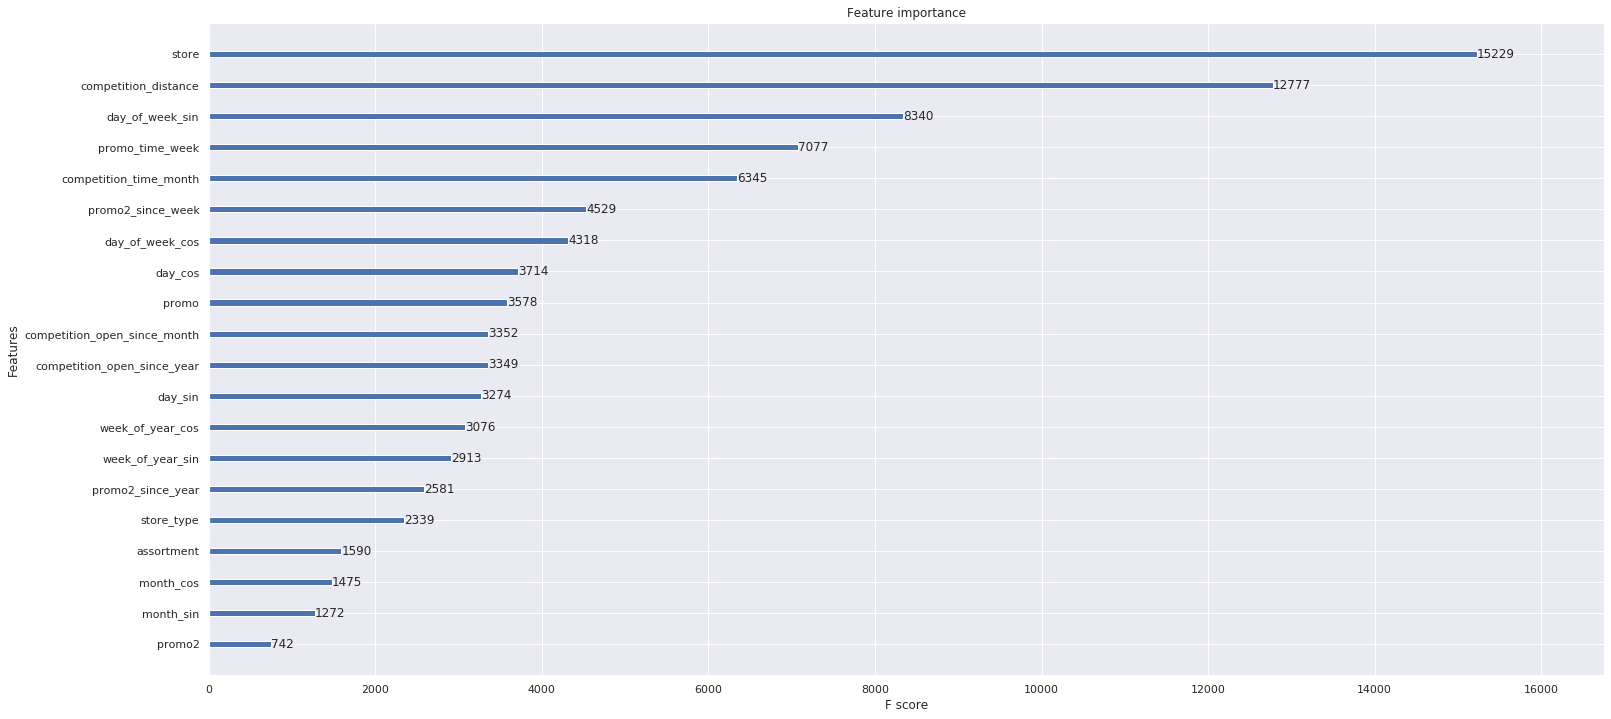 Feature importance
store 15229
competition_distance 12777
day_of_week_sin 8340
promo_time_week 7077
competition_time_month 6345
promo2_since_week 4529
day_of_week_cos 4318
day_cos 3714
promo 3578
competition_open_since_month 3352
competition_open_since_year 3349
day_sin 3274
week_of_year_cos 3076
week_of_year_sin 2913
promo2_since_year 2581
store_type 2339
assortment 1590
month_cos 1475
month_sin 1272
promo2 742
Features
0 2000 4000 6000 8000 10000 12000 14000 16000
F score